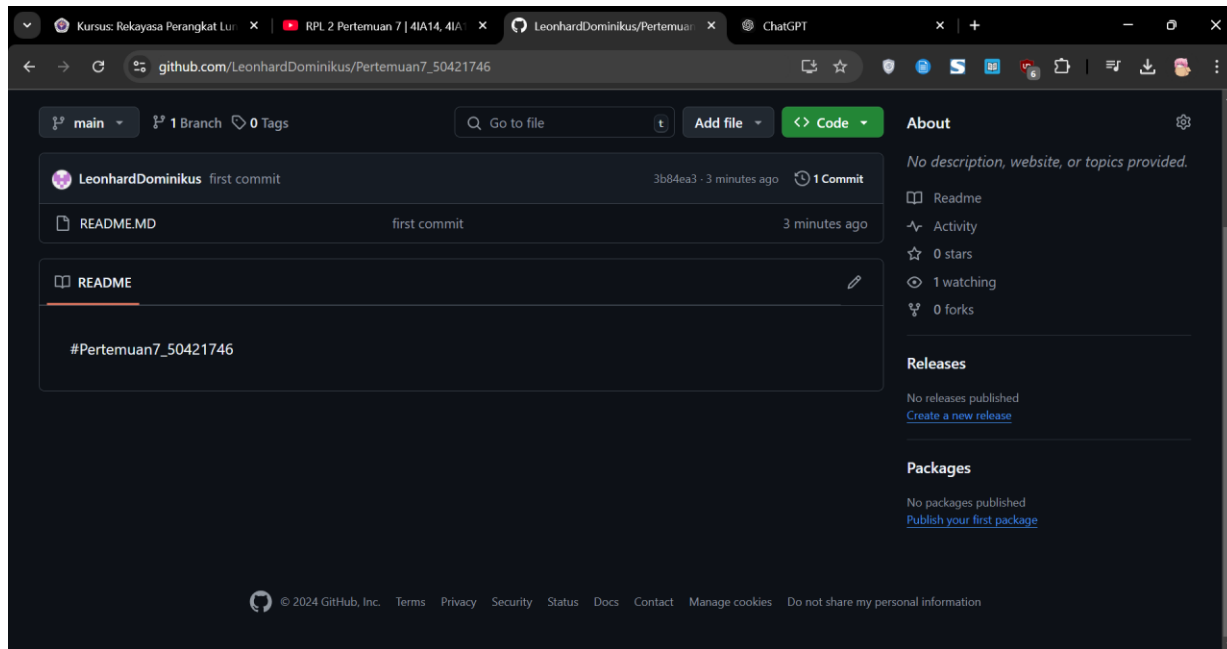 Kursus: Rekayasa Perangkat Lun
RPL 2 Pertemuan 7 | 4IA14, 4IA1
LeonhardDominikus/Pertemuan
ChatGPT
github.com/LeonhardDominikus/Pertemuan7_50421746
6
main
1 Branch
0 Tags
Go to file
t
Add file
Code
LeonhardDominikus first commit
3b84ea3 · 3 minutes ago
1 Commit
README.MD
first commit
3 minutes ago
README
#Pertemuan7_50421746
About
No description, website, or topics provided.
Readme
Activity
0 stars
1 watching
0 forks
Releases
No releases published
Create a new release
Packages
No packages published
Publish your first package
© 2024 GitHub, Inc. Terms Privacy Security Status Docs Contact Manage cookies Do not share my personal information